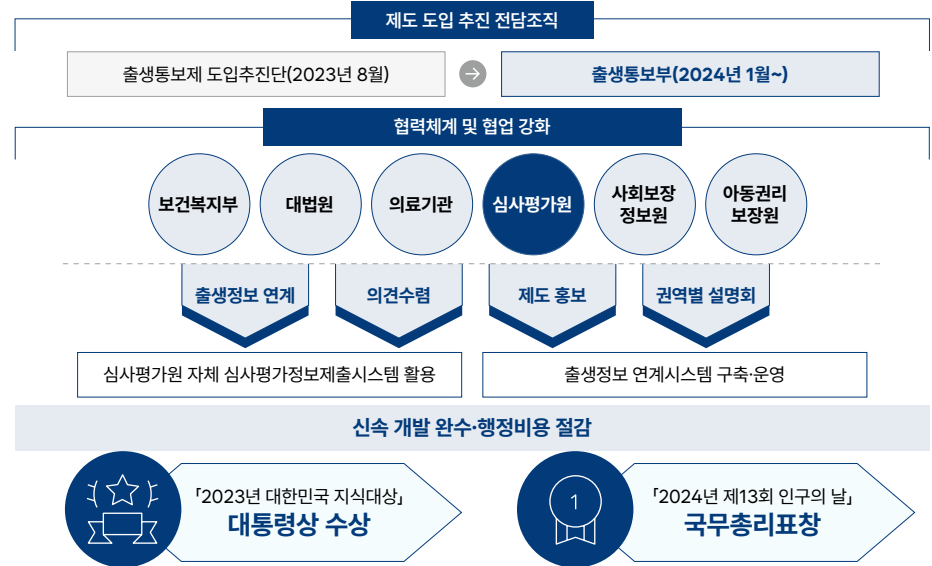 제도 도입 추진 전담조직
출생통보제 도입추진단(2023년 8월)
출생통보부(2024년 1월~)
협력체계 및 협업 강화
보건복지부
대법원
의료기관
심사평가원
사회보장
정보원
아동권리
보장원
출생정보 연계
의견수렴
제도 홍보
권역별 설명회
심사평가원 자체 심사평가정보제출시스템 활용
출생정보 연계시스템 구축·운영
신속 개발 완수·행정비용 절감
「2023년 대한민국 지식대상」
대통령상 수상
1
「2024년 제13회 인구의 날」
국무총리표창